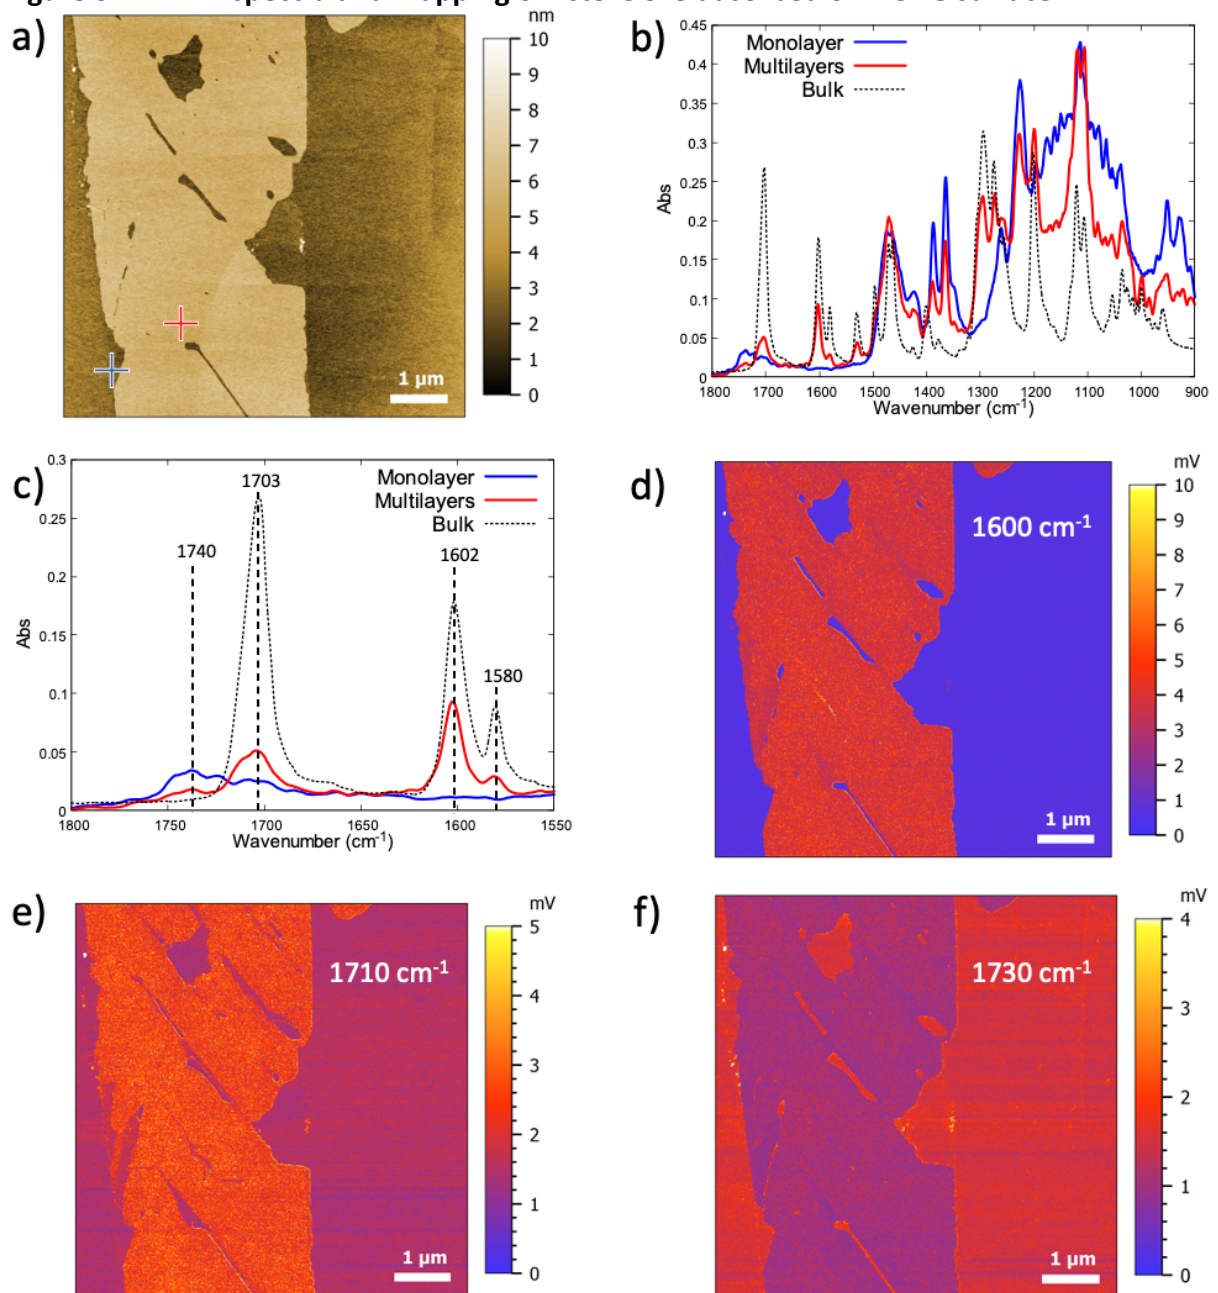 a)
nm
10
9
8
7
6
5
4
3
2
1
0
1 µm
b)
Monolayer
Multilayers
Bulk
Abs
0.45
0.4
0.35
0.3
0.25
0.2
0.15
0.1
0.05
0
1800 1700 1600 1500 1400 1300 1200 1100 1000 900
Wavenumber (cm-1)
c)
Monolayer
Multilayers
Bulk
1740
1703
1602
1580
Abs
0.3
0.25
0.2
0.15
0.1
0.05
0
1800 1750 1700 1650 1600 1550
Wavenumber (cm-1)
d)
1600 cm-1
1 µm
mV
10
9
8
7
6
5
4
3
2
1
0
e)
1710 cm-1
1 µm
mV
5
4
3
2
1
0
f)
1730 cm-1
1 µm
mV
4
3
2
1
0